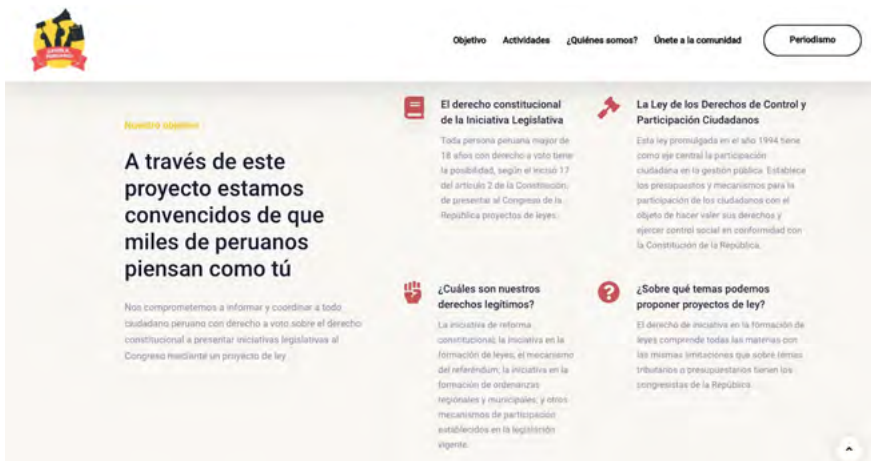 Objetivo
Actividades
¿Quiénes somos?
Únete a la comunidad
Periodismo
Nuestro objetivo
A través de este
proyecto estamos
convencidos de que
miles de peruanos
piensan como tú
Nos comprometemos a informar y coordinar a todo
ciudadano peruano con derecho a voto sobre el derecho
constitucional a presentar iniciativas legislativas al
Congreso mediante un proyecto de ley
El derecho constitucional
de la Iniciativa Legislativa
Toda persona peruana mayor de
18 años con derecho a voto tiene
la posibilidad, según el inciso 17
del artículo 2 de la Constitución,
de presentar al Congreso de la
República proyectos de leyes.
La Ley de los Derechos de Control y
Participación Ciudadanos
Esta ley promulgada en el año 1994 tiene
como eje central la participación
ciudadana en la gestión pública. Establece
los presupuestos y mecanismos para la
participación de los ciudadanos con el
objeto de hacer valer sus derechos y
ejercer control social en conformidad con
la Constitución de la República.
¿Cuáles son nuestros
derechos legítimos?
La iniciativa de reforma
constitucional; la iniciativa en la
formación de leyes; el mecanismo
del referéndum; la iniciativa en la
formación de ordenanzas
regionales y municipales; y otros
mecanismos de participación
establecidos en la legislación
vigente.
¿Sobre qué temas podemos
proponer proyectos de ley?
El derecho de iniciativa en la formación de
leyes comprende todas las materias con
las mismas limitaciones que sobre temas
tributarios o presupuestarios tienen los
congresistas de la República.